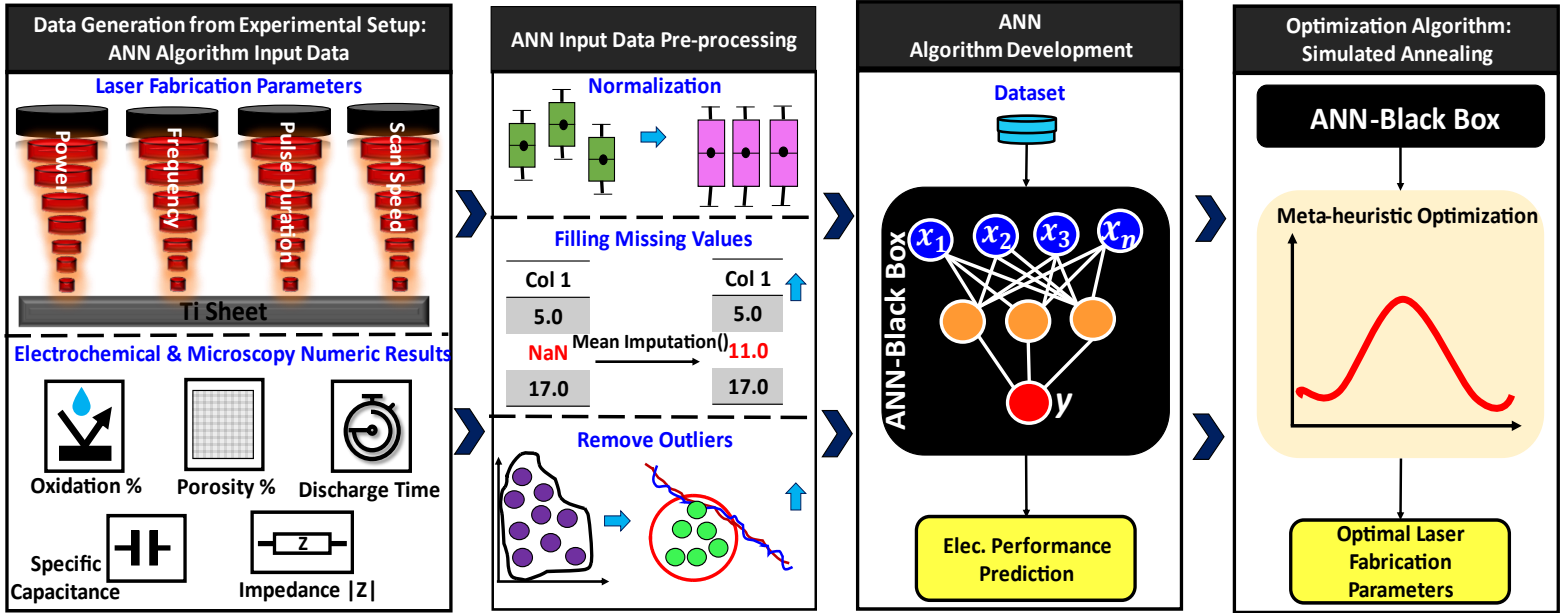 Data Generation from Experimental Setup:
ANN Algorithm Input Data
Laser Fabrication Parameters
Power
Frequency
Pulse Duration
Scan Speed
Ti Sheet
Electrochemical & Microscopy Numeric Results
Oxidation %
Porosity %
Discharge Time
Specific
Capacitance
Z
Impedance |Z|
ANN Input Data Pre-processing
Normalization
Filling Missing Values
Col 1
5.0
NaN
17.0
Mean Imputation()
Col 1
5.0
11.0
17.0
Remove Outliers
ANN
Algorithm Development
Dataset
ANN-Black Box
x1 x2 x3 xn
y
Elec. Performance
Prediction
Optimization Algorithm:
Simulated Annealing
ANN-Black Box
Meta-heuristic Optimization
Optimal Laser
Fabrication
Parameters